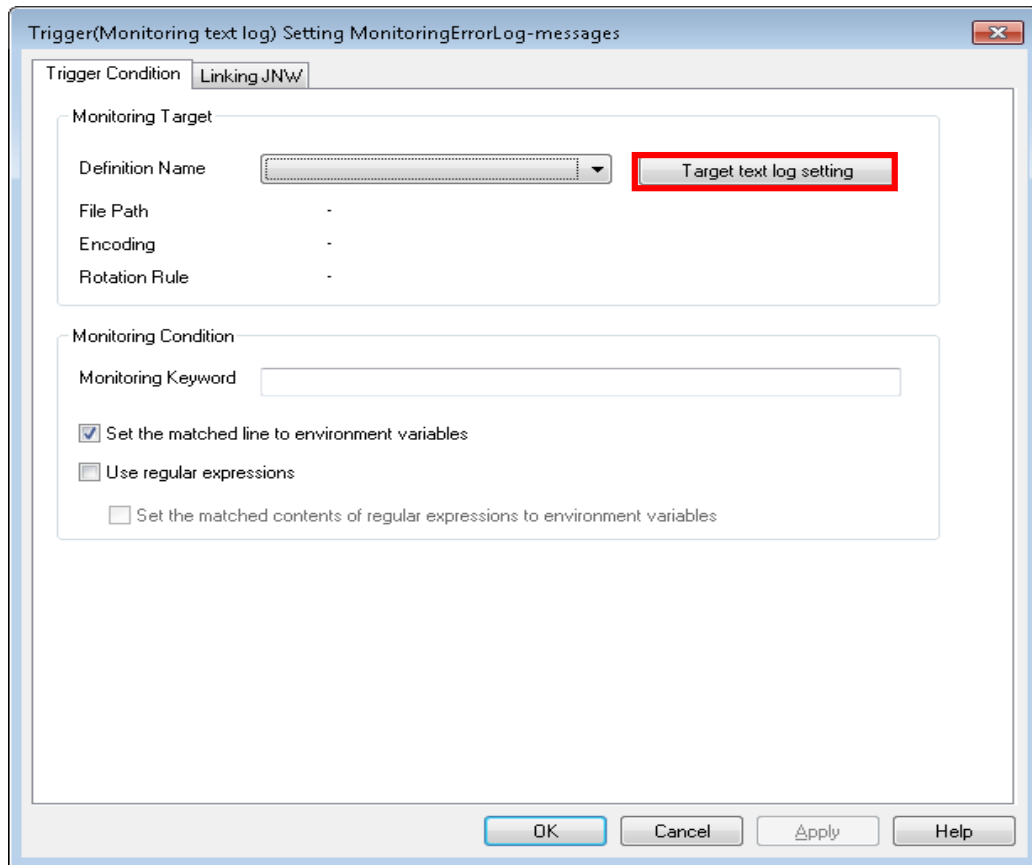 Trigger(Monitoring text log) Setting MonitoringErrorLog-messages
Trigger Condition
Linking JNW
Monitoring Target
Definition Name
Target text log setting
File Path -
Encoding -
Rotation Rule -
Monitoring Condition
Monitoring Keyword
Set the matched line to environment variables
Use regular expressions
Set the matched contents of regular expressions to environment variables
OK
Cancel
Apply
Help